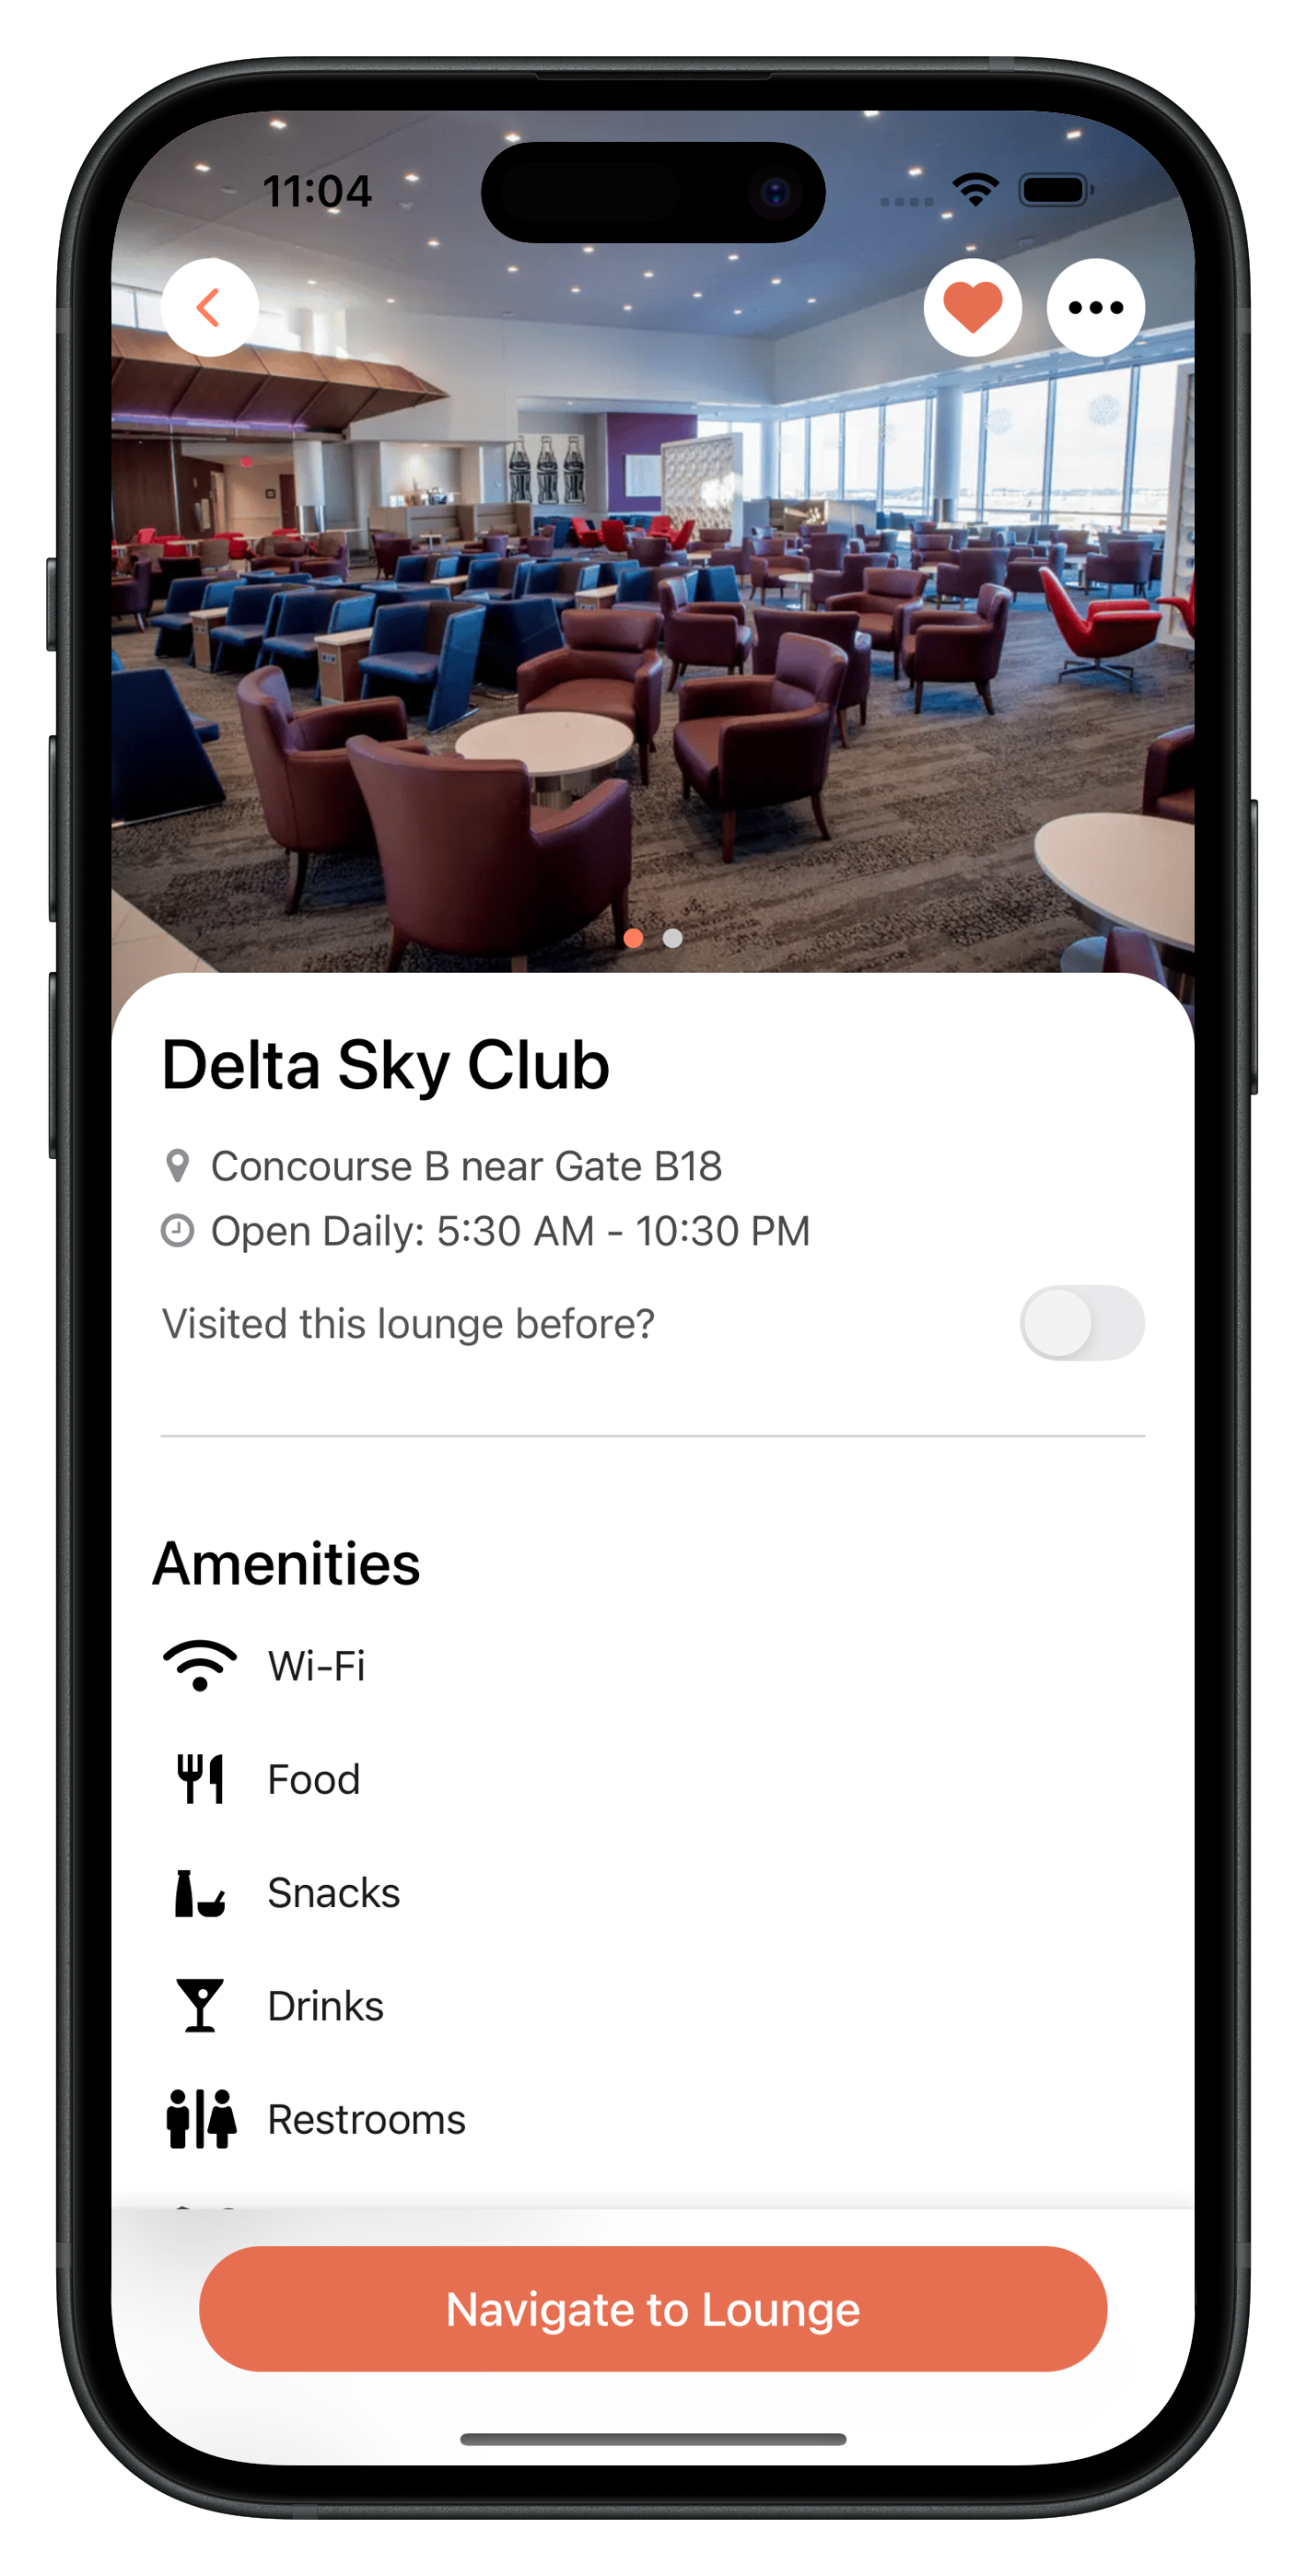 11:04
Delta Sky Club
Concourse B near Gate B18
Open Daily: 5:30 AM - 10:30 PM
Visited this lounge before?
Amenities
Wi-Fi
Food
Snacks
Drinks
Restrooms
Navigate to Lounge